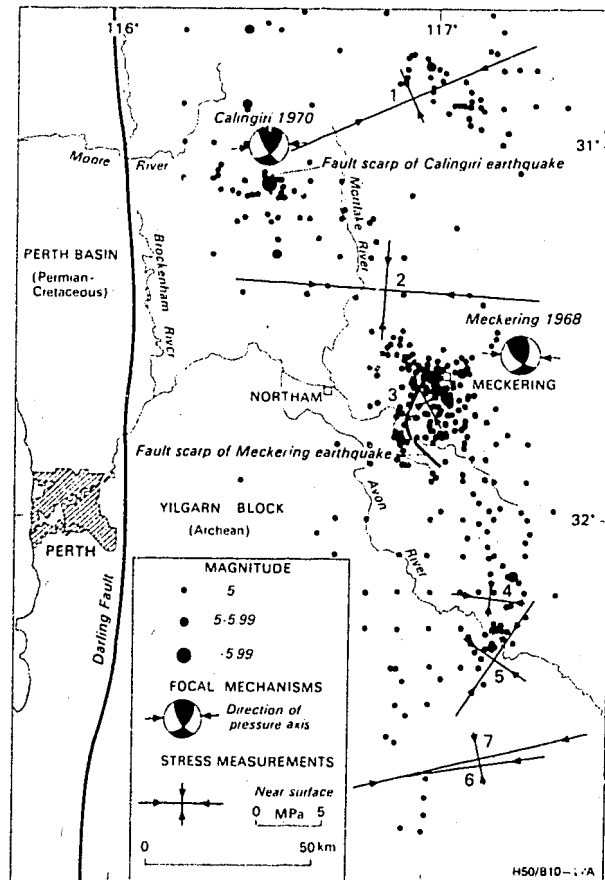 116°
117°
1
Calingiri 1970
31°
Moore River
Fault scarp of Calingiri earthquake
Mortlake River
PERTH BASIN
(Permian-
Cretaceous)
Brockenham River
2
Meckering 1968
MECKERING
NORTHAM
3
Fault scarp of Meckering earthquake
Avon River
YILGARN BLOCK
(Archean)
32°
PERTH
Darling Fault
MAGNITUDE
5
5-5.99
FOCAL MECHANISMS
Direction of
pressure axis
STRESS MEASUREMENTS
Near surface
0 MPa 5
0 50 km
4
5
7
6